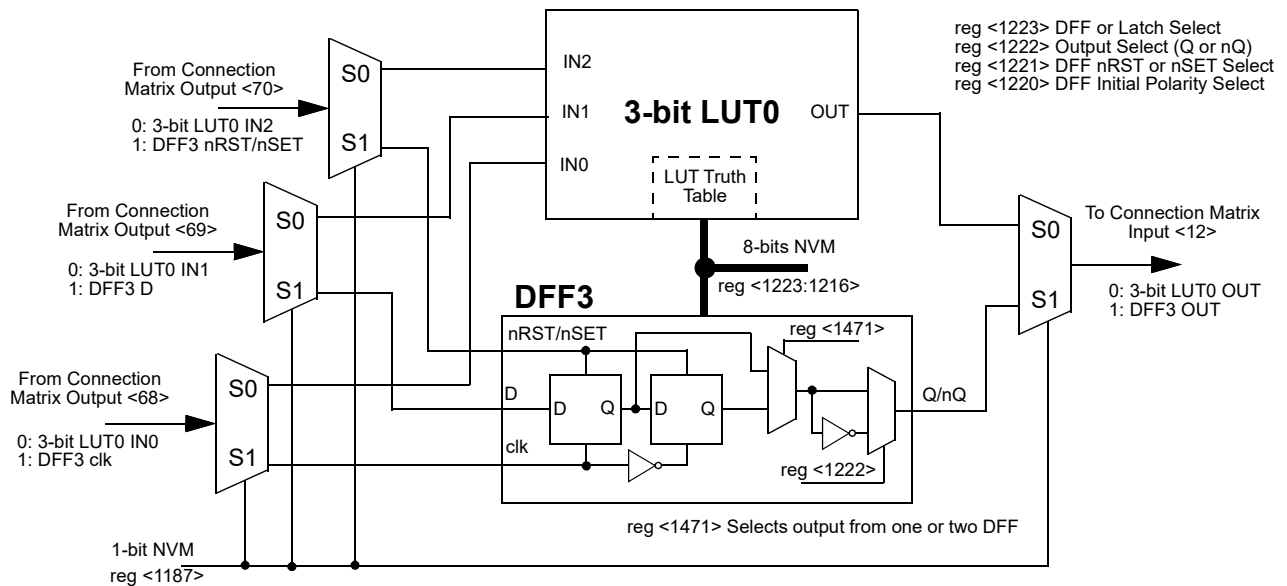 reg <1223> DFF or Latch Select
reg <1222> Output Select (Q or nQ)
reg <1221> DFF nRST or nSET Select
reg <1220> DFF Initial Polarity Select
From Connection
Matrix Output <70>
0: 3-bit LUT0 IN2
1: DFF3 nRST/nSET
S0
S1
IN2
IN1
IN0
3-bit LUT0
OUT
LUT Truth
Table
From Connection
Matrix Output <69>
0: 3-bit LUT0 IN1
1: DFF3 D
S0
S1
8-bits NVM
reg <1223:1216>
To Connection Matrix
Input <12>
0: 3-bit LUT0 OUT
1: DFF3 OUT
S0
S1
DFF3
nRST/nSET
D
clk
D
Q
D
Q
reg <1471>
reg <1222>
Q/nQ
From Connection
Matrix Output <68>
0: 3-bit LUT0 IN0
1: DFF3 clk
S0
S1
reg <1471> Selects output from one or two DFF
1-bit NVM
reg <1187>